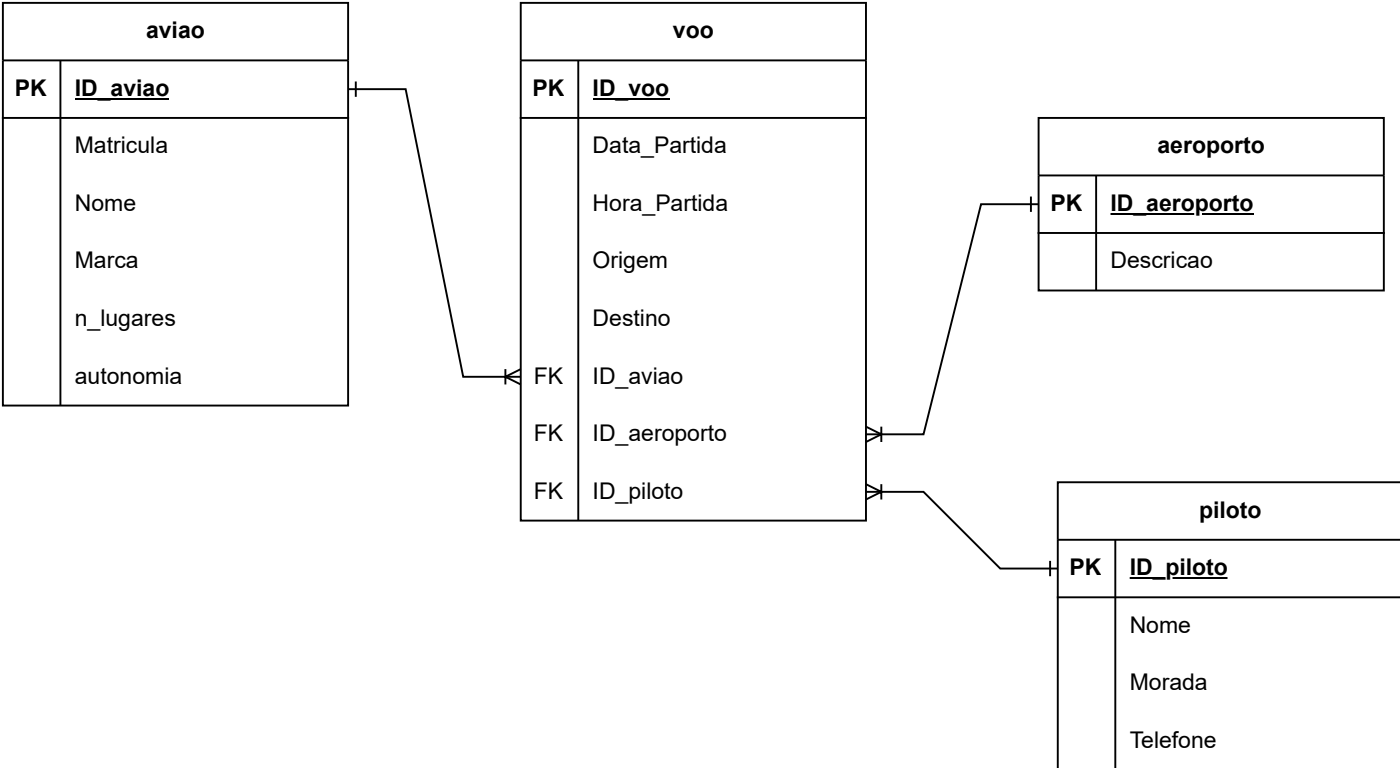 aviao
PK ID_aviao
Matricula
Nome
Marca
n_lugares
autonomia
voo
PK ID_voo
Data_Partida
Hora_Partida
Origem
Destino
FK ID_aviao
FK ID_aeroporto
FK ID_piloto
aeroporto
PK ID_aeroporto
Descricao
piloto
PK ID_piloto
Nome
Morada
Telefone